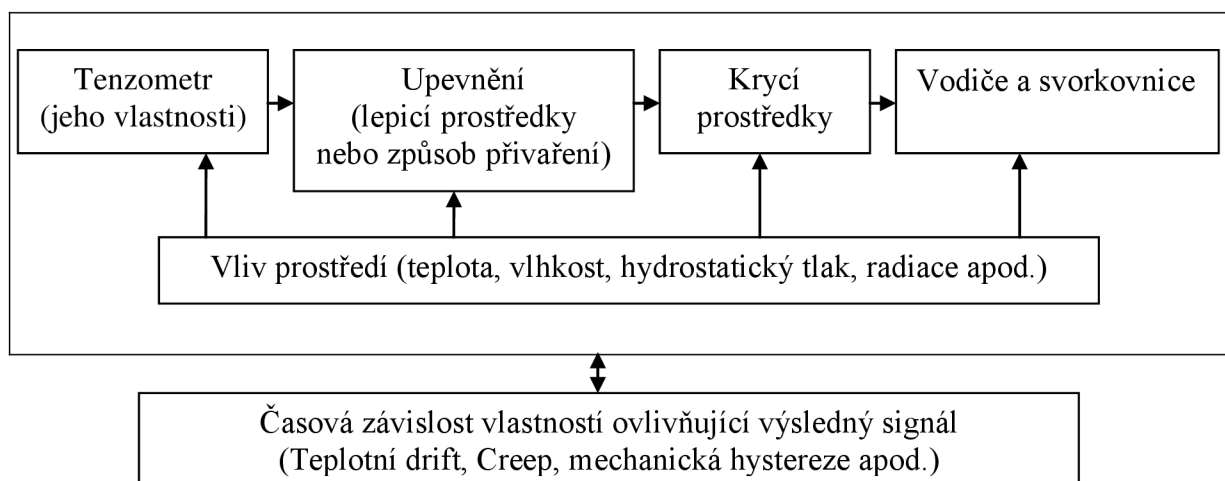 Tenzometr
(jeho vlastnosti)
Upevnění
(lepicí prostředky
nebo způsob přivaření)
Krycí
prostředky
Vodiče a svorkovnice
Vliv prostředí (teplota, vlhkost, hydrostatický tlak, radiace apod.)
Časová závislost vlastností ovlivňující výsledný signál
(Teplotní drift, Creep, mechanická hystereze apod.)